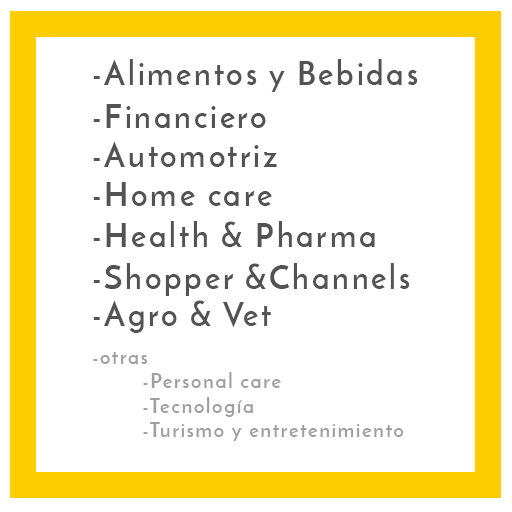 -Alimentos y Bebidas
-Financiero
-Automotriz
-Home care
-Health & Pharma
-Shopper &Channels
-Agro & Vet
-otras
-Personal care
-Tecnología
-Turismo y entretenimiento